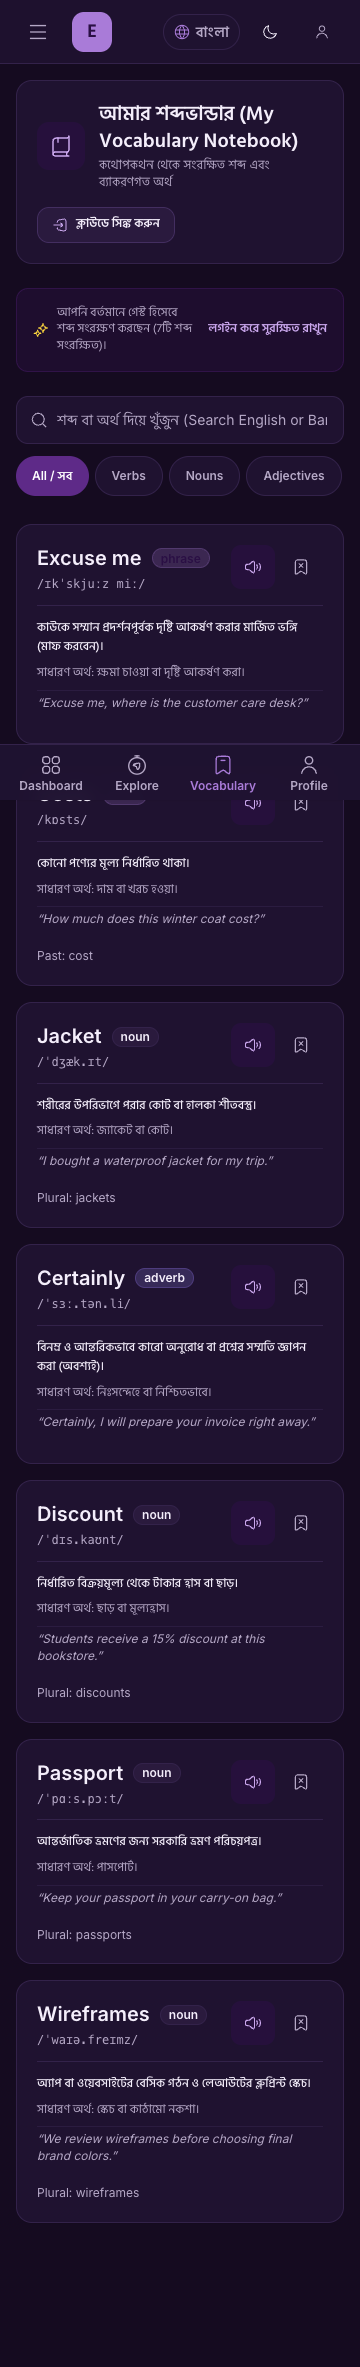 E
বাংলা
আমার শব্দভান্ডার (My
Vocabulary Notebook)
কথোপকথন থেকে সংরক্ষিত শব্দ এবং
ব্যাকরণগত অর্থ
ক্লাউডে সিঙ্ক করুন
আপনি বর্তমানে গেস্ট হিসেবে
শব্দ সংরক্ষণ করছেন (7টি শব্দ
সংরক্ষিত)।
লগইন করে সুরক্ষিত রাখুন
শব্দ বা অর্থ দিয়ে খুঁজুন (Search English or Ban
All / সব
Verbs
Nouns
Adjectives
Excuse me phrase
/ɪkˈskjuːz miː/
কাউকে সম্মান প্রদর্শনপূর্বক দৃষ্টি আকর্ষণ করার মার্জিত ভঙ্গি
(মাফ করবেন)।
সাধারণ অর্থ: ক্ষমা চাওয়া বা দৃষ্টি আকর্ষণ করা।
“Excuse me, where is the customer care desk?”
Dashboard
Explore
Vocabulary
Profile
/kɒsts/
কোনো পণ্যের মূল্য নির্ধারিত থাকা।
সাধারণ অর্থ: দাম বা খরচ হওয়া।
“How much does this winter coat cost?”
Past: cost
Jacket noun
/ˈdʒæk.ɪt/
শরীরের উপরিভাগে পরার কোট বা হালকা শীতবস্ত্র।
সাধারণ অর্থ: জ্যাকেট বা কোট।
“I bought a waterproof jacket for my trip.”
Plural: jackets
Certainly adverb
/ˈsɜː.tən.li/
বিনম্র ও আন্তরিকভাবে কারো অনুরোধ বা প্রশ্নের সম্মতি জ্ঞাপন
করা (অবশ্যই)।
সাধারণ অর্থ: নিঃসন্দেহে বা নিশ্চিতভাবে।
“Certainly, I will prepare your invoice right away.”
Discount noun
/ˈdɪs.kaʊnt/
নির্ধারিত বিক্রয়মূল্য থেকে টাকার হ্রাস বা ছাড়।
সাধারণ অর্থ: ছাড় বা মূল্যহ্রাস।
“Students receive a 15% discount at this
bookstore.”
Plural: discounts
Passport noun
/ˈpɑːs.pɔːt/
আন্তর্জাতিক ভ্রমণের জন্য সরকারি ভ্রমণ পরিচয়পত্র।
সাধারণ অর্থ: পাসপোর্ট।
“Keep your passport in your carry-on bag.”
Plural: passports
Wireframes noun
/ˈwaɪə.freɪmz/
অ্যাপ বা ওয়েবসাইটের বেসিক গঠন ও লেআউটের ব্লুপ্রিন্ট স্কেচ।
সাধারণ অর্থ: স্কেচ বা কাঠামো নকশা।
“We review wireframes before choosing final
brand colors.”
Plural: wireframes